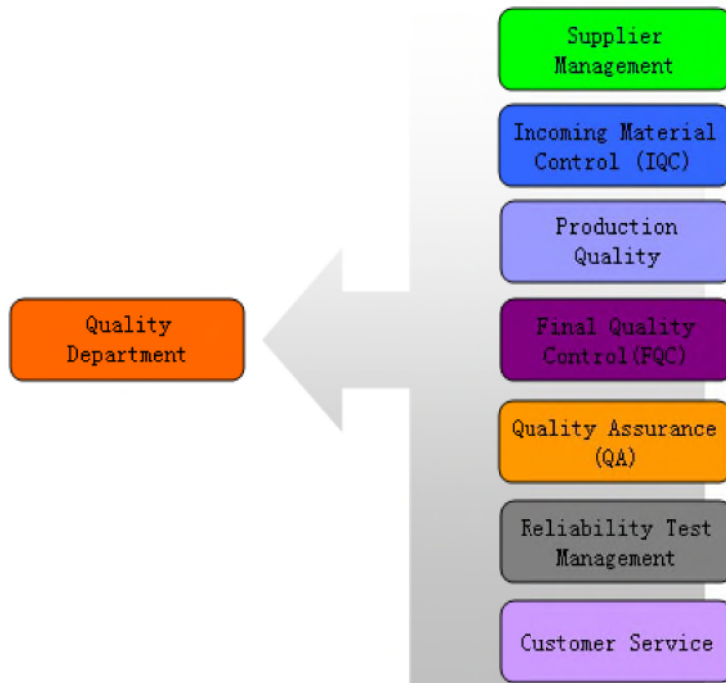 Supplier
Management
Incoming Material
Control (IQC)
Production
Quality
Quality
Department
Final Quality
Control(FQC)
Quality Assurance
(QA)
Reliability Test
Management
Customer Service